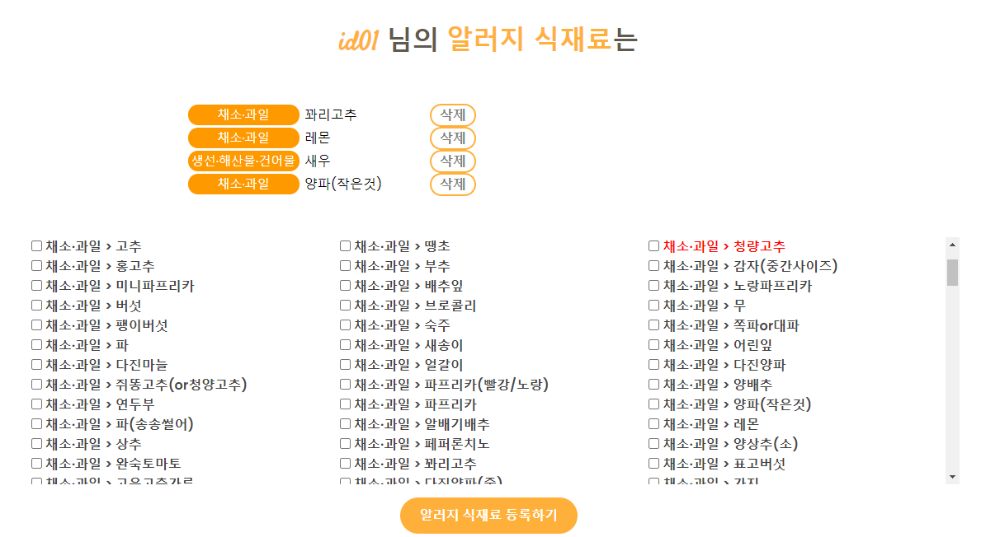 id01 님의 알러지 식재료는
채소·과일 꽈리고추 삭제
채소·과일 레몬 삭제
생선·해산물·건어물 새우 삭제
채소·과일 양파(작은것) 삭제
채소·과일 > 고추 채소·과일 > 땡초 채소·과일 > 청량고추
채소·과일 > 홍고추 채소·과일 > 부추 채소·과일 > 감자(중간사이즈)
채소·과일 > 미니파프리카 채소·과일 > 배추잎 채소·과일 > 노랑파프리카
채소·과일 > 버섯 채소·과일 > 브로콜리 채소·과일 > 무
채소·과일 > 팽이버섯 채소·과일 > 숙주 채소·과일 > 쪽파or대파
채소·과일 > 파 채소·과일 > 새송이 채소·과일 > 어린잎
채소·과일 > 다진마늘 채소·과일 > 얼갈이 채소·과일 > 다진양파
채소·과일 > 쥐똥고추(or청양고추) 채소·과일 > 파프리카(빨강/노랑) 채소·과일 > 양배추
채소·과일 > 연두부 채소·과일 > 파프리카 채소·과일 > 양파(작은것)
채소·과일 > 파(송송썰어) 채소·과일 > 알배기배추 채소·과일 > 레몬
채소·과일 > 상추 채소·과일 > 페퍼론치노 채소·과일 > 양상추(소)
채소·과일 > 완숙토마토 채소·과일 > 꽈리고추 채소·과일 > 표고버섯
채소·과일 > 고운고춧가루 채소·과일 > 다진양파(중) 채소·과일 > 가지
알러지 식재료 등록하기